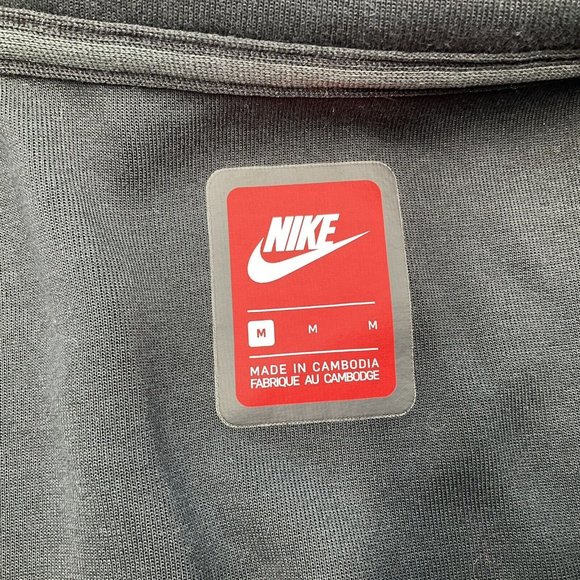 NIKE
M M M
MADE IN CAMBODIA
FABRIQUE AU CAMBODGE